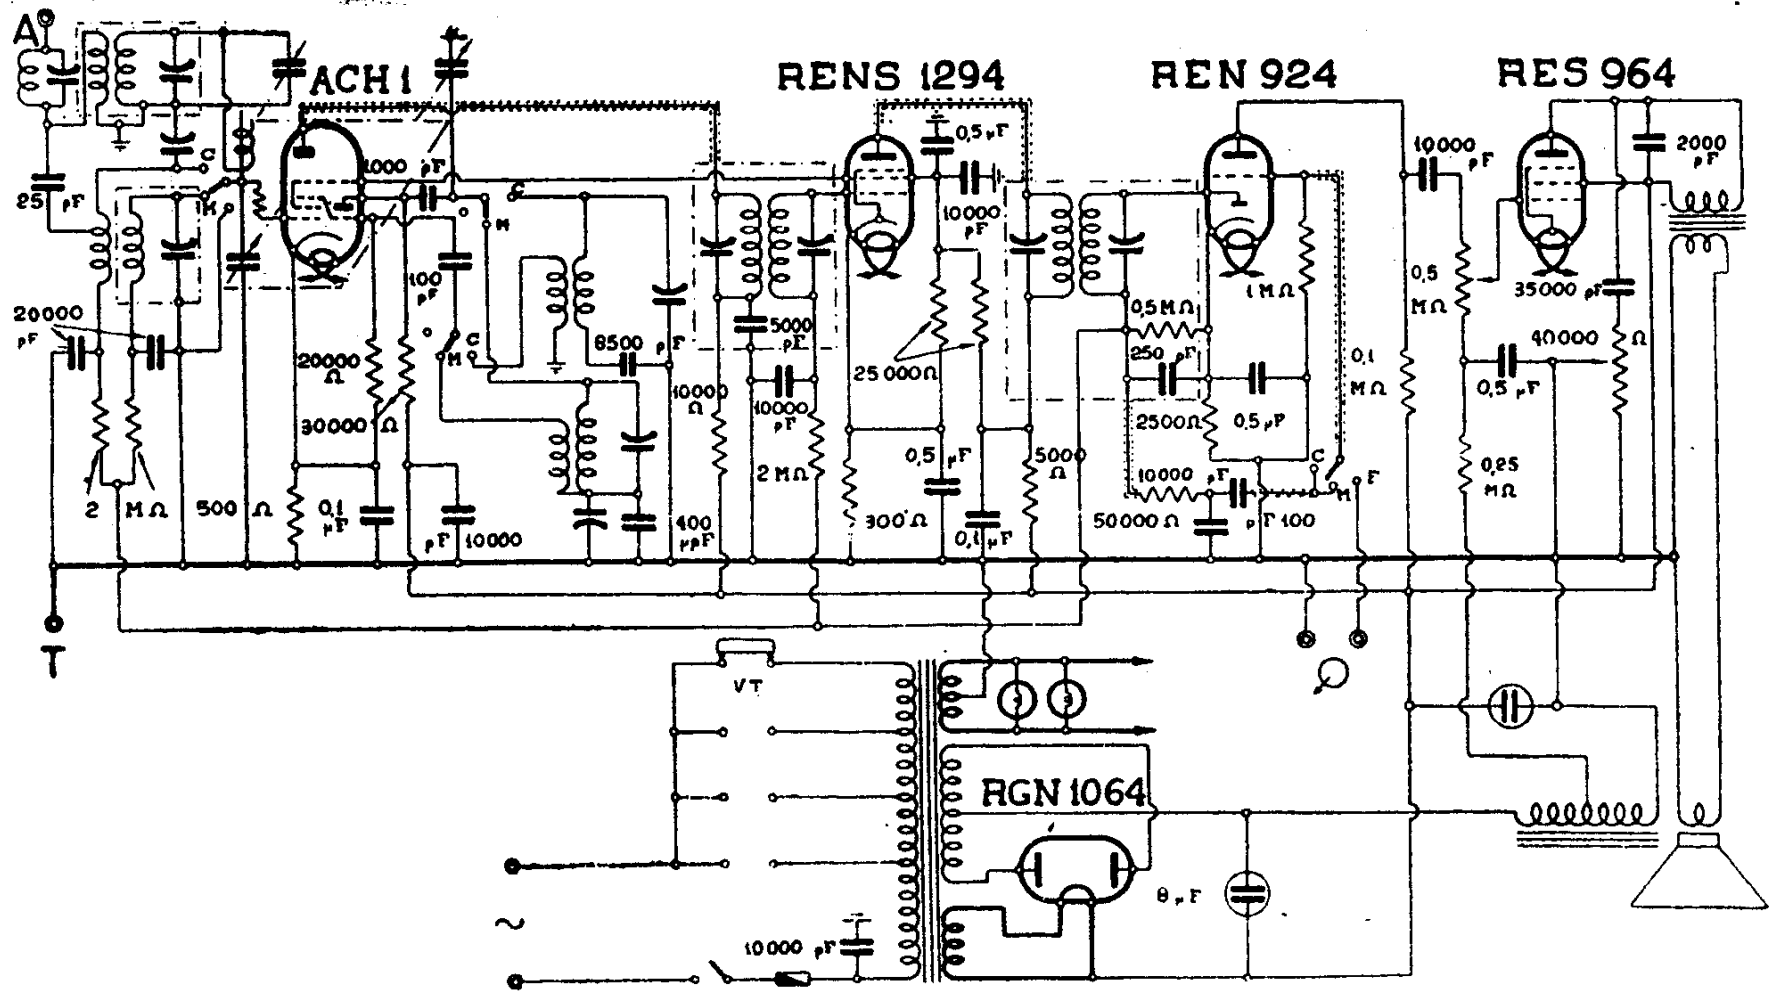 A
ACH 1
RENS 1294
REN 924
RES 964
25 pF
C
K
1000 pF
C
M
100 pF
C
M
0,5 µF
10000 pF
10000 pF
2000 pF
20000 pF
20000 Ω
30000 Ω
8500 pF
5000 pF
10000 Ω
10000 pF
25000 Ω
0,5 MΩ
250 pF
2500 Ω
0,5 µF
1 MΩ
0,1 MΩ
0,5 MΩ
35000 pF
40000 Ω
0,5 µF
2 MΩ
500 Ω
0,1 µF
pF 10000
400 µµF
2 MΩ
0,5 µF
300 Ω
0,1 µF
5000 Ω
10000 pF
50000 Ω
pF 100
C
M
F
0,25 MΩ
T
VT
RGN 1064
8 µF
~
10000 pF